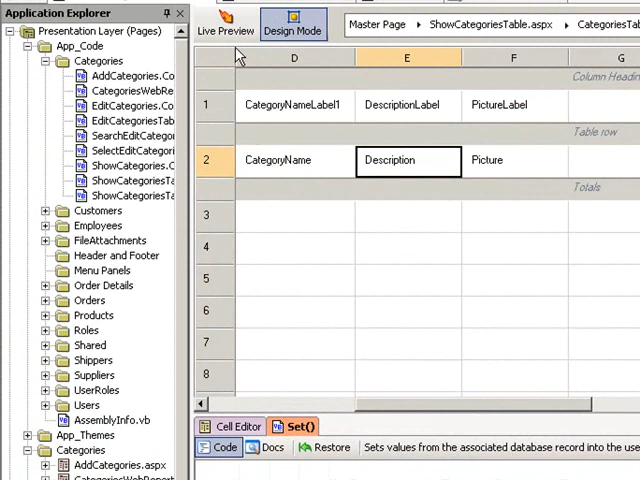 Application Explorer
Presentation Layer (Pages)
App_Code
Categories
AddCategories.Co
CategoriesWebRe
EditCategories.Co
EditCategoriesTab
SearchEditCatego
SelectEditCategori
ShowCategories.C
ShowCategoriesTa
ShowCategoriesTa
Customers
Employees
FileAttachments
Header and Footer
Menu Panels
Order Details
Orders
Products
Roles
Shared
Shippers
Suppliers
UserRoles
Users
AssemblyInfo.vb
App_Themes
Categories
AddCategories.aspx
CategoriesWebReport
Live Preview
Design Mode
Master Page
ShowCategoriesTable.aspx
CategoriesTa
D E F G
Column Headin
1 CategoryNameLabel1 DescriptionLabel PictureLabel
Table row
2 CategoryName Description Picture
Totals
3
4
5
6
7
8
Cell Editor Set()
Code Docs Restore Sets values from the associated database record into the use